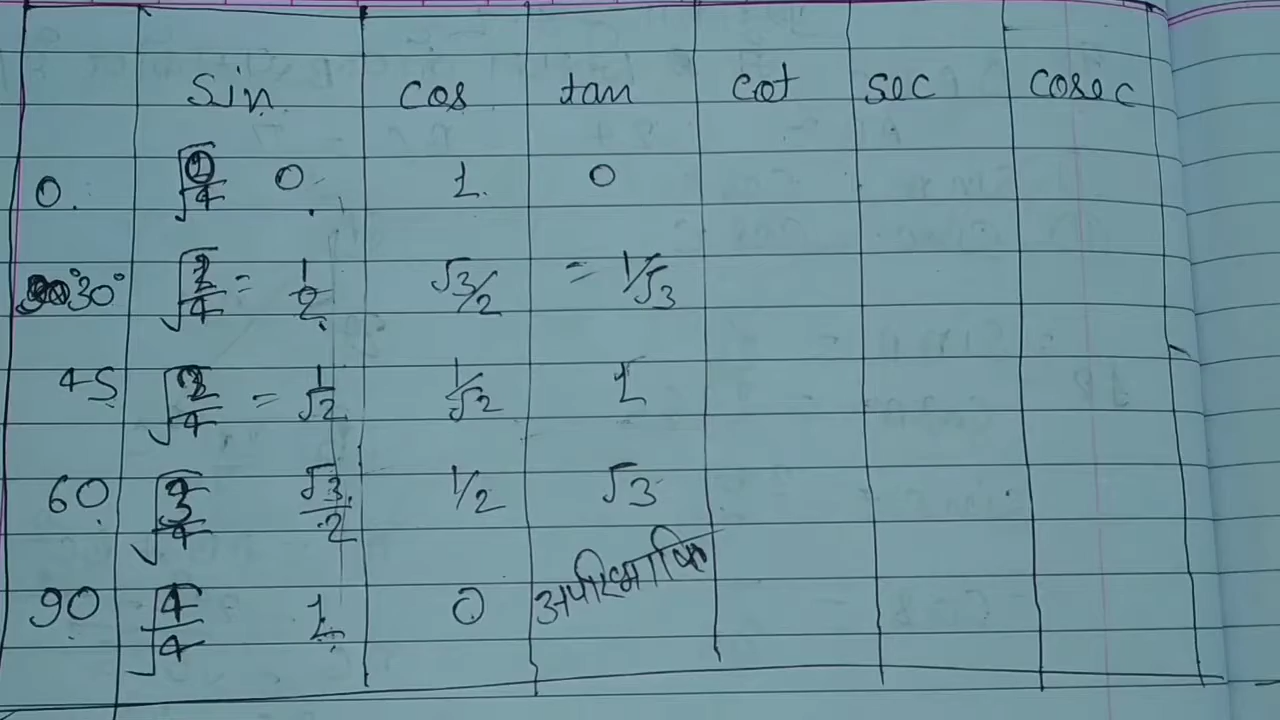 sin cos tan cot sec cosec
0. √0/4 0 1 0
30° √1/4 = 1/2 √3/2 = 1/√3
45 √2/4 = 1/√2 1/√2 1
60 √3/4 √3/2 1/2 √3
90 √4/4 1 0